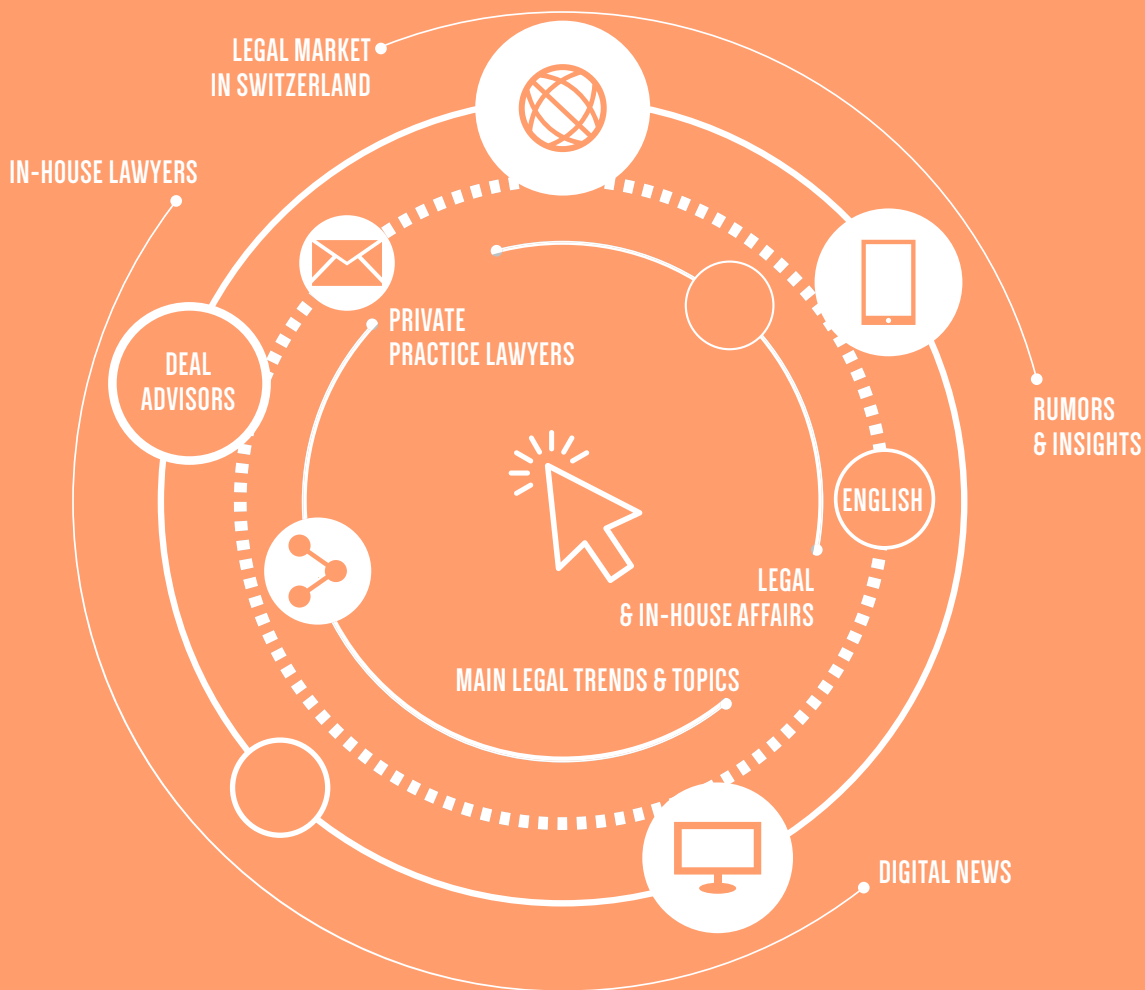 LEGAL MARKET
IN SWITZERLAND
IN-HOUSE LAWYERS
PRIVATE
PRACTICE LAWYERS
DEAL
ADVISORS
RUMORS
& INSIGHTS
ENGLISH
LEGAL
& IN-HOUSE AFFAIRS
MAIN LEGAL TRENDS & TOPICS
DIGITAL NEWS